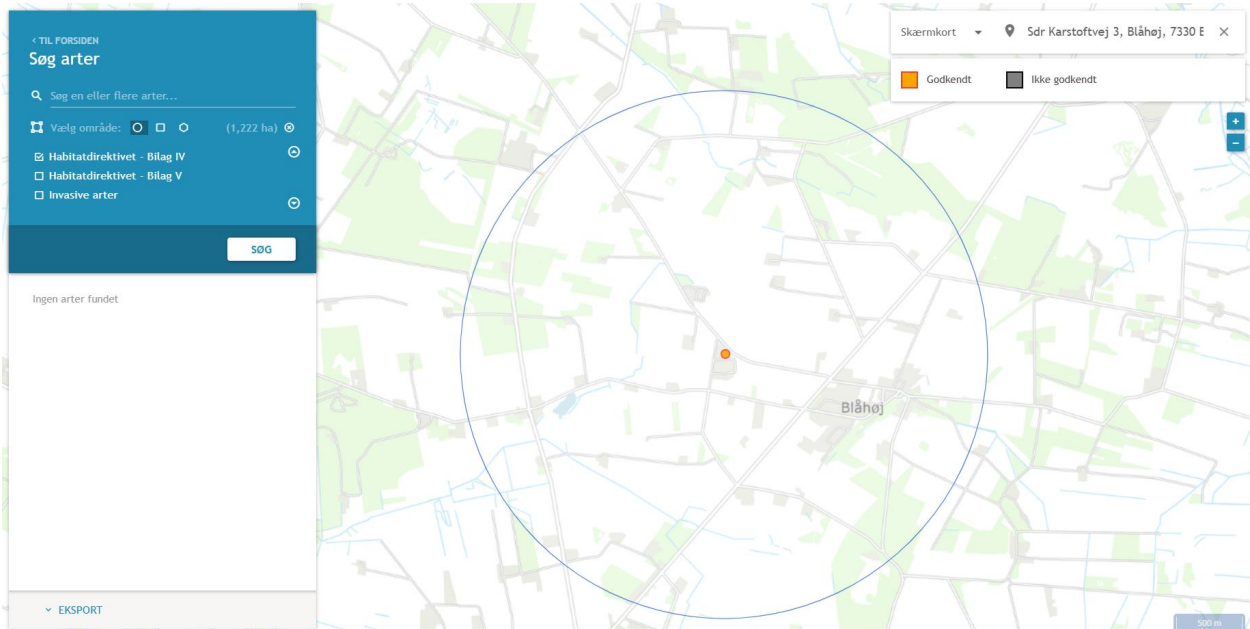 ‹ TIL FORSIDEN
Søg arter
Søg en eller flere arter...
Vælg område: (1,222 ha)
Habitatdirektivet - Bilag IV
Habitatdirektivet - Bilag V
Invasive arter
SØG
Ingen arter fundet
EKSPORT
Skærmkort Sdr Karstoftvej 3, Blåhøj, 7330 B
Godkendt Ikke godkendt
+
−
Blåhøj
500 m